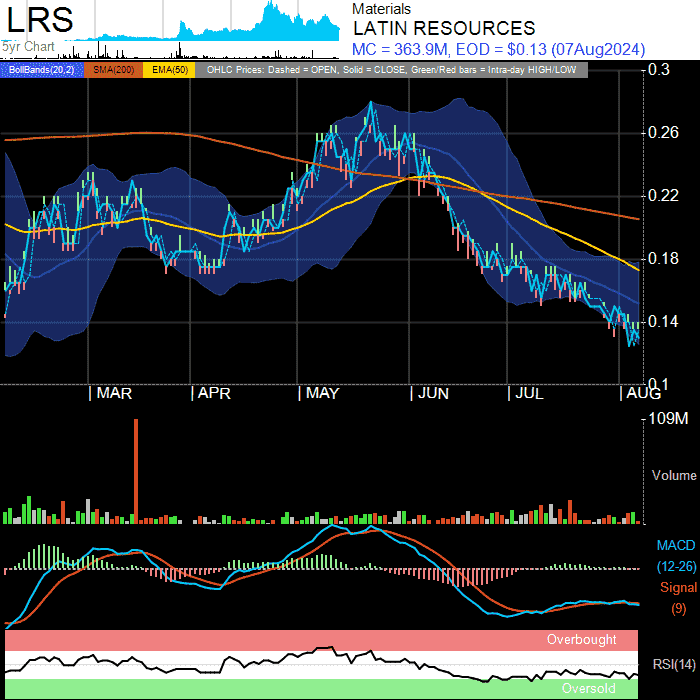 LRS
5yr Chart
Materials
LATIN RESOURCES
MC = 363.9M, EOD = $0.13 (07Aug2024)
BollBands(20,2) SMA(200) EMA(50) OHLC Prices: Dashed = OPEN, Solid = CLOSE, Green/Red bars = Intra-day HIGH/LOW
0.3
0.26
0.22
0.18
0.14
0.1
| MAR | APR | MAY | JUN | JUL | AUG
109M
Volume
MACD
(12-26)
Signal
(9)
Overbought
RSI(14)
Oversold